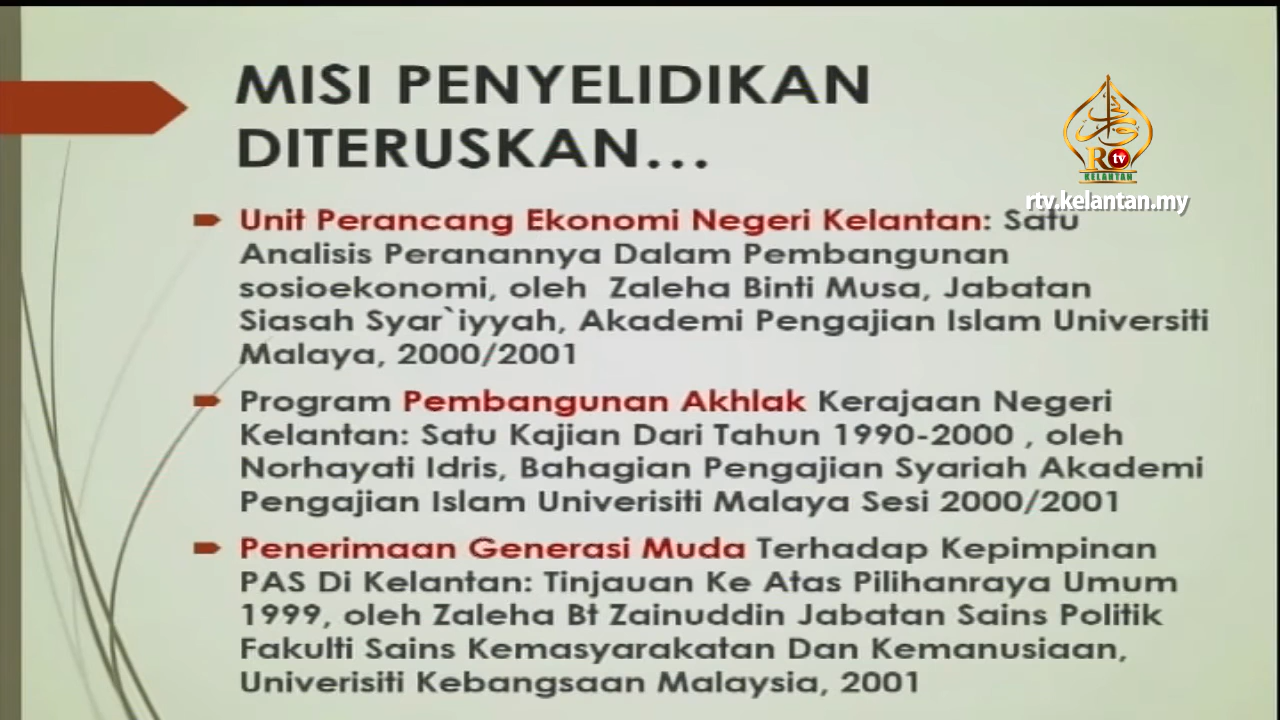 MISI PENYELIDIKAN
DITERUSKAN...
R tv
KELANTAN
rtv.kelantan.my
Unit Perancang Ekonomi Negeri Kelantan: Satu
Analisis Peranannya Dalam Pembangunan
sosioekonomi, oleh Zaleha Binti Musa, Jabatan
Siasah Syar`iyyah, Akademi Pengajian Islam Universiti
Malaya, 2000/2001
Program Pembangunan Akhlak Kerajaan Negeri
Kelantan: Satu Kajian Dari Tahun 1990-2000 , oleh
Norhayati Idris, Bahagian Pengajian Syariah Akademi
Pengajian Islam Univerisiti Malaya Sesi 2000/2001
Penerimaan Generasi Muda Terhadap Kepimpinan
PAS Di Kelantan: Tinjauan Ke Atas Pilihanraya Umum
1999, oleh Zaleha Bt Zainuddin Jabatan Sains Politik
Fakulti Sains Kemasyarakatan Dan Kemanusiaan,
Univerisiti Kebangsaan Malaysia, 2001